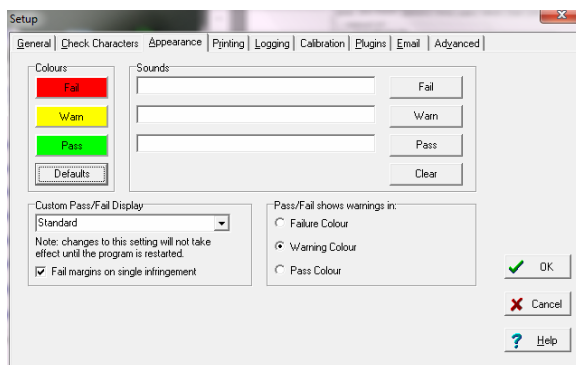 Setup
General Check Characters Appearance Printing Logging Calibration Plugins Email Advanced
Colours
Fail
Warn
Pass
Defaults
Sounds
Fail
Warn
Pass
Clear
Custom Pass/Fail Display
Standard
Note: changes to this setting will not take
effect until the program is restarted.
Fail margins on single infringement
Pass/Fail shows warnings in:
Failure Colour
Warning Colour
Pass Colour
OK
Cancel
Help